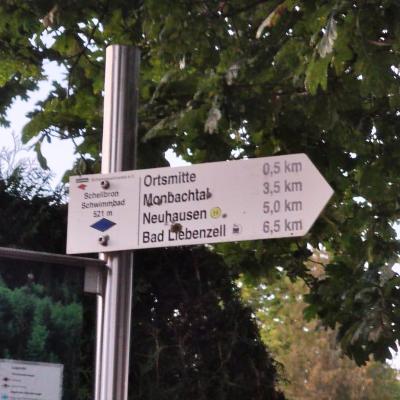 Schellbron
Schwimmbad
521 m
Ortsmitte 0,5 km
Monbachtal 3,5 km
Neuhausen H 5,0 km
Bad Liebenzell 6,5 km